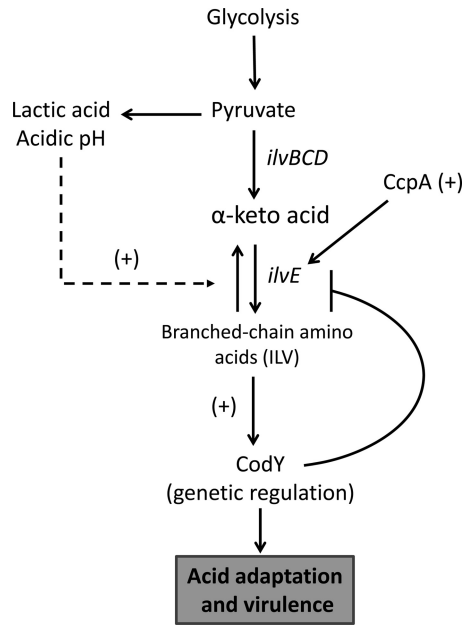 Glycolysis
Lactic acid
Acidic pH
Pyruvate
ilvBCD
CcpA (+)
α-keto acid
(+)
ilvE
Branched-chain amino
acids (ILV)
(+)
CodY
(genetic regulation)
Acid adaptation
and virulence